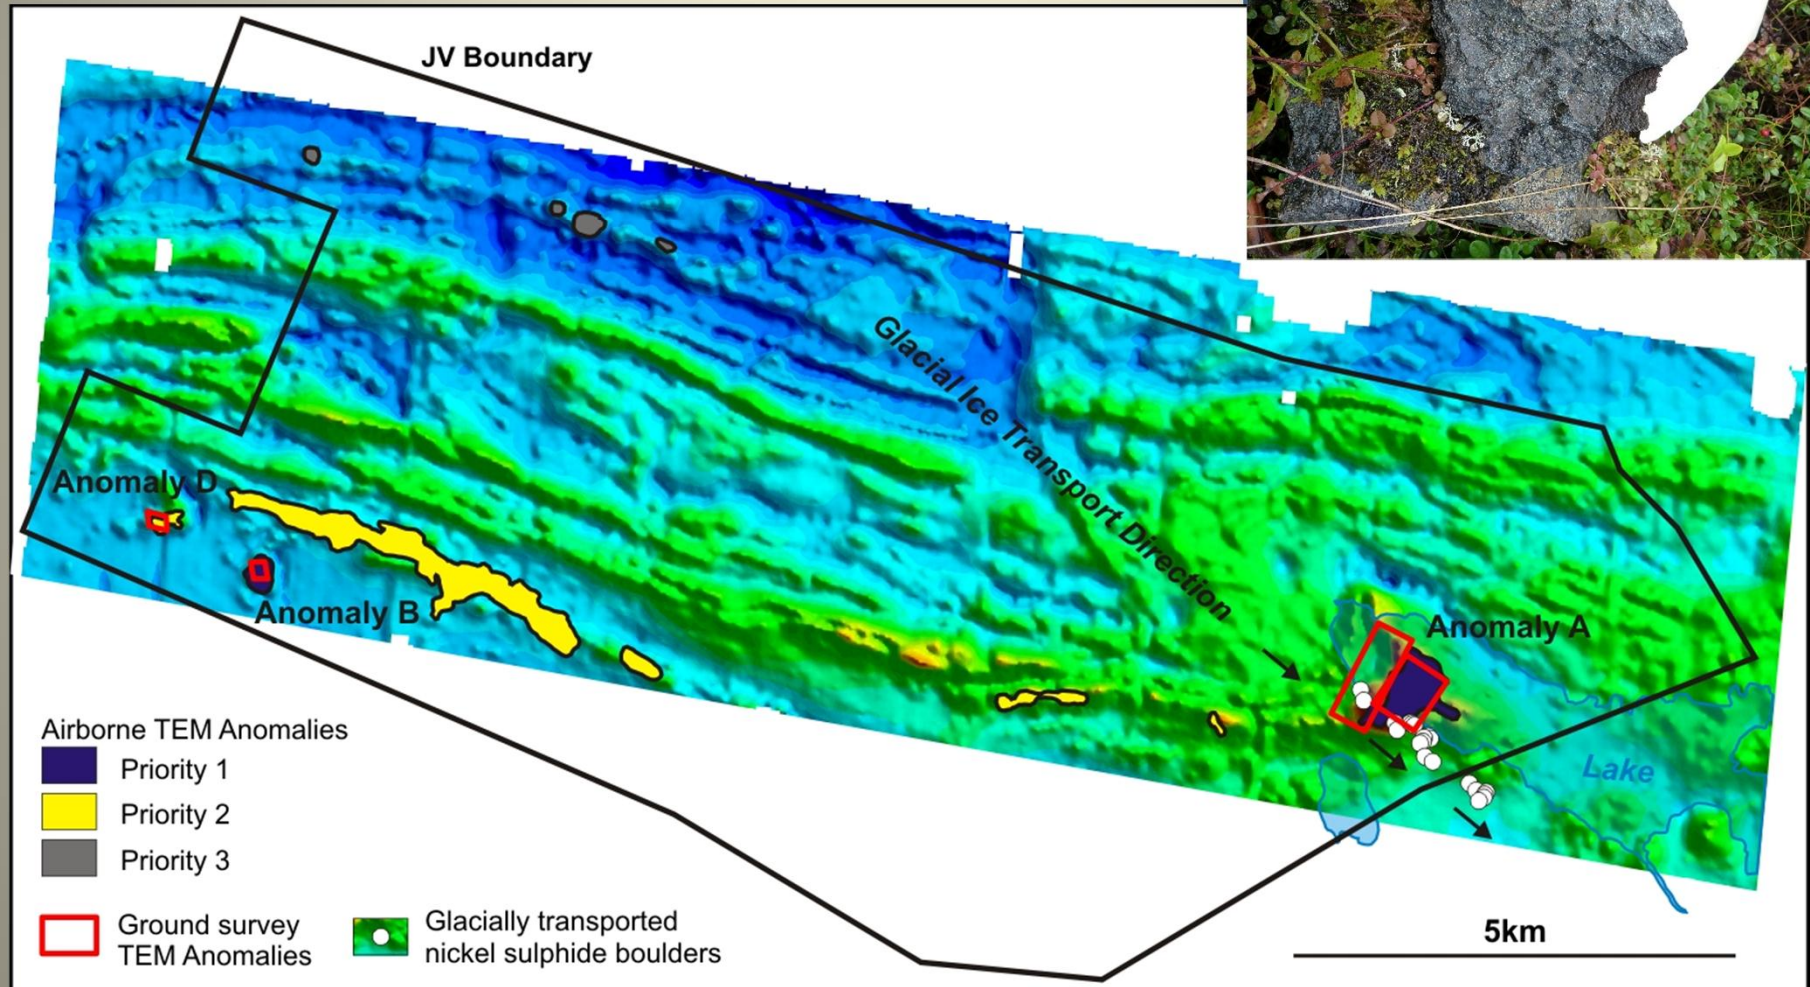 JV Boundary
Glacial Ice Transport Direction
Anomaly D
Anomaly B
Anomaly A
Lake
Airborne TEM Anomalies
Priority 1
Priority 2
Priority 3
Ground survey
TEM Anomalies
Glacially transported
nickel sulphide boulders
5km